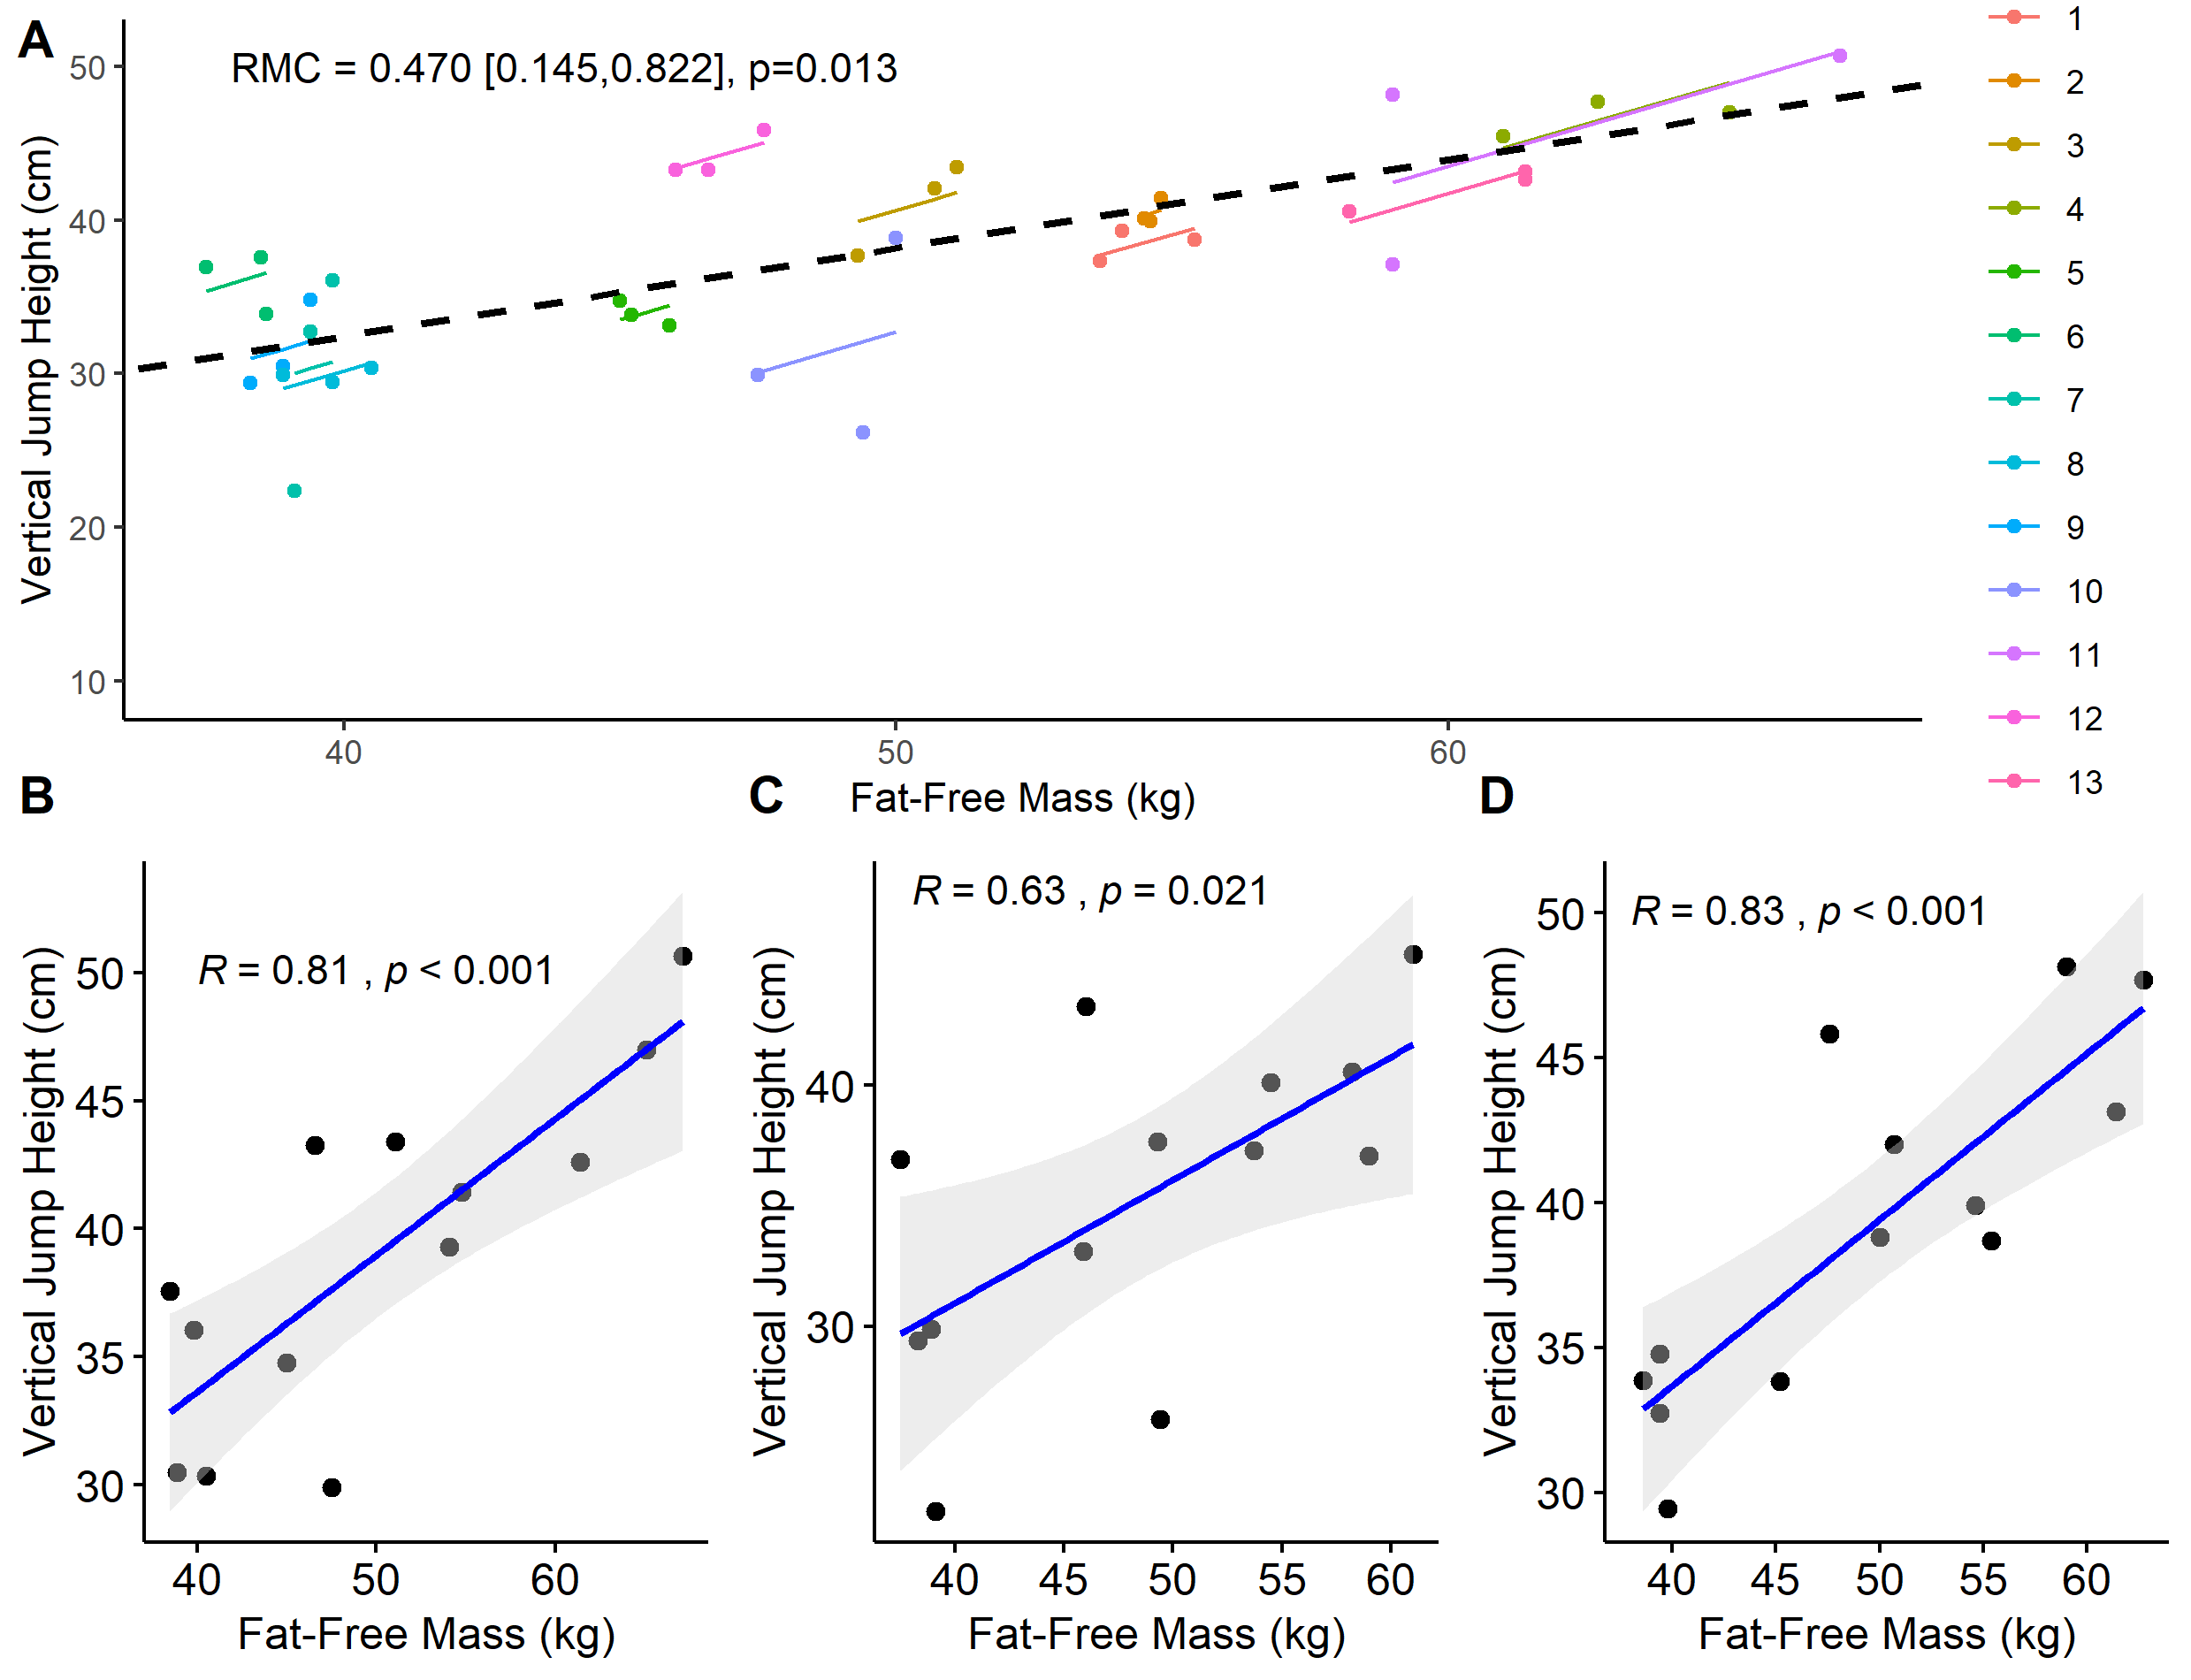 A
RMC = 0.470 [0.145,0.822], p=0.013
Vertical Jump Height (cm)
50
40
30
20
10
40 50 60
Fat-Free Mass (kg)
1
2
3
4
5
6
7
8
9
10
11
12
13
B
R = 0.81 , p < 0.001
Vertical Jump Height (cm)
50
45
40
35
30
40 50 60
Fat-Free Mass (kg)
C
R = 0.63 , p = 0.021
Vertical Jump Height (cm)
40
30
40 45 50 55 60
Fat-Free Mass (kg)
D
R = 0.83 , p < 0.001
Vertical Jump Height (cm)
50
45
40
35
30
40 45 50 55 60
Fat-Free Mass (kg)